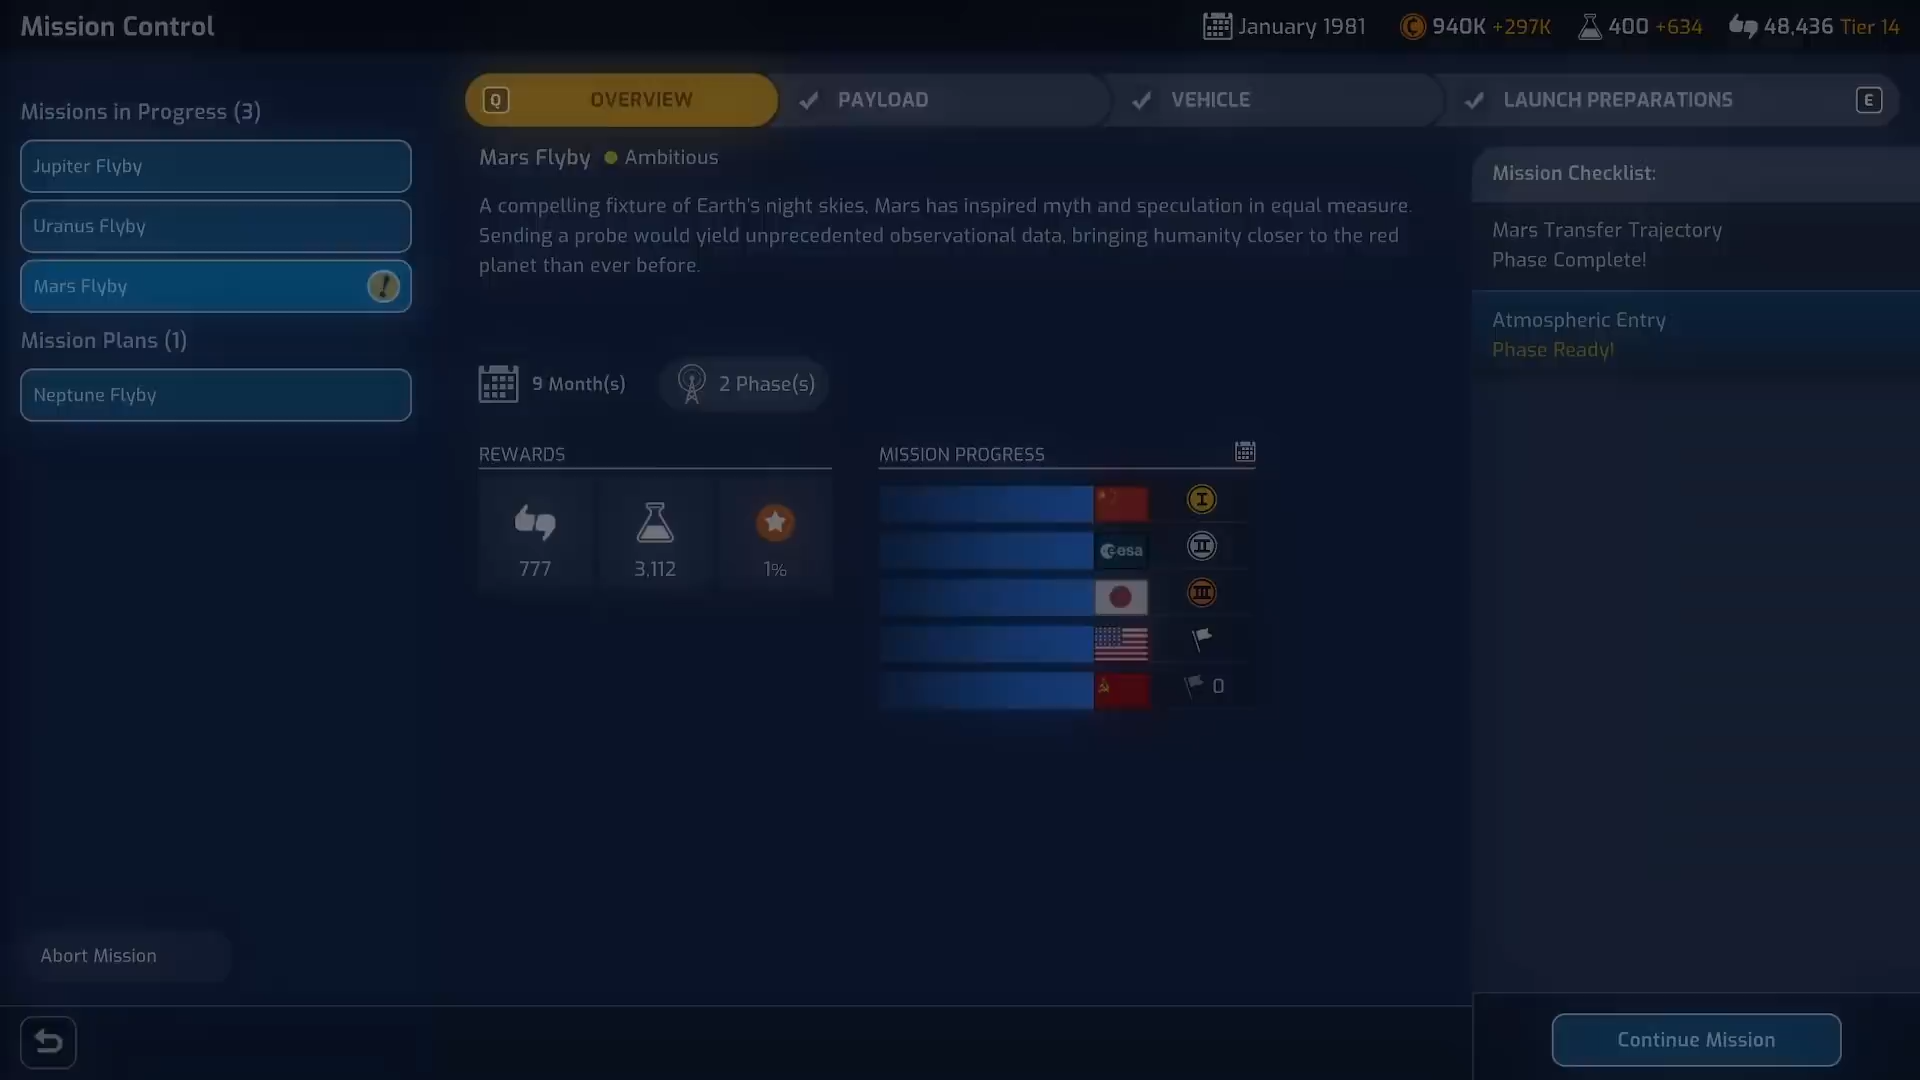 Mission Control
January 1981
940K +297K
400 +634
48,436 Tier 14
Missions in Progress (3)
Jupiter Flyby
Uranus Flyby
Mars Flyby
Mission Plans (1)
Neptune Flyby
Abort Mission
Q OVERVIEW
PAYLOAD
VEHICLE
LAUNCH PREPARATIONS E
Mars Flyby Ambitious
A compelling fixture of Earth's night skies, Mars has inspired myth and speculation in equal measure.
Sending a probe would yield unprecedented observational data, bringing humanity closer to the red
planet than ever before.
9 Month(s)
2 Phase(s)
REWARDS
777
3,112
1%
MISSION PROGRESS
I
esa II
III
0
Mission Checklist:
Mars Transfer Trajectory
Phase Complete!
Atmospheric Entry
Phase Ready!
Continue Mission